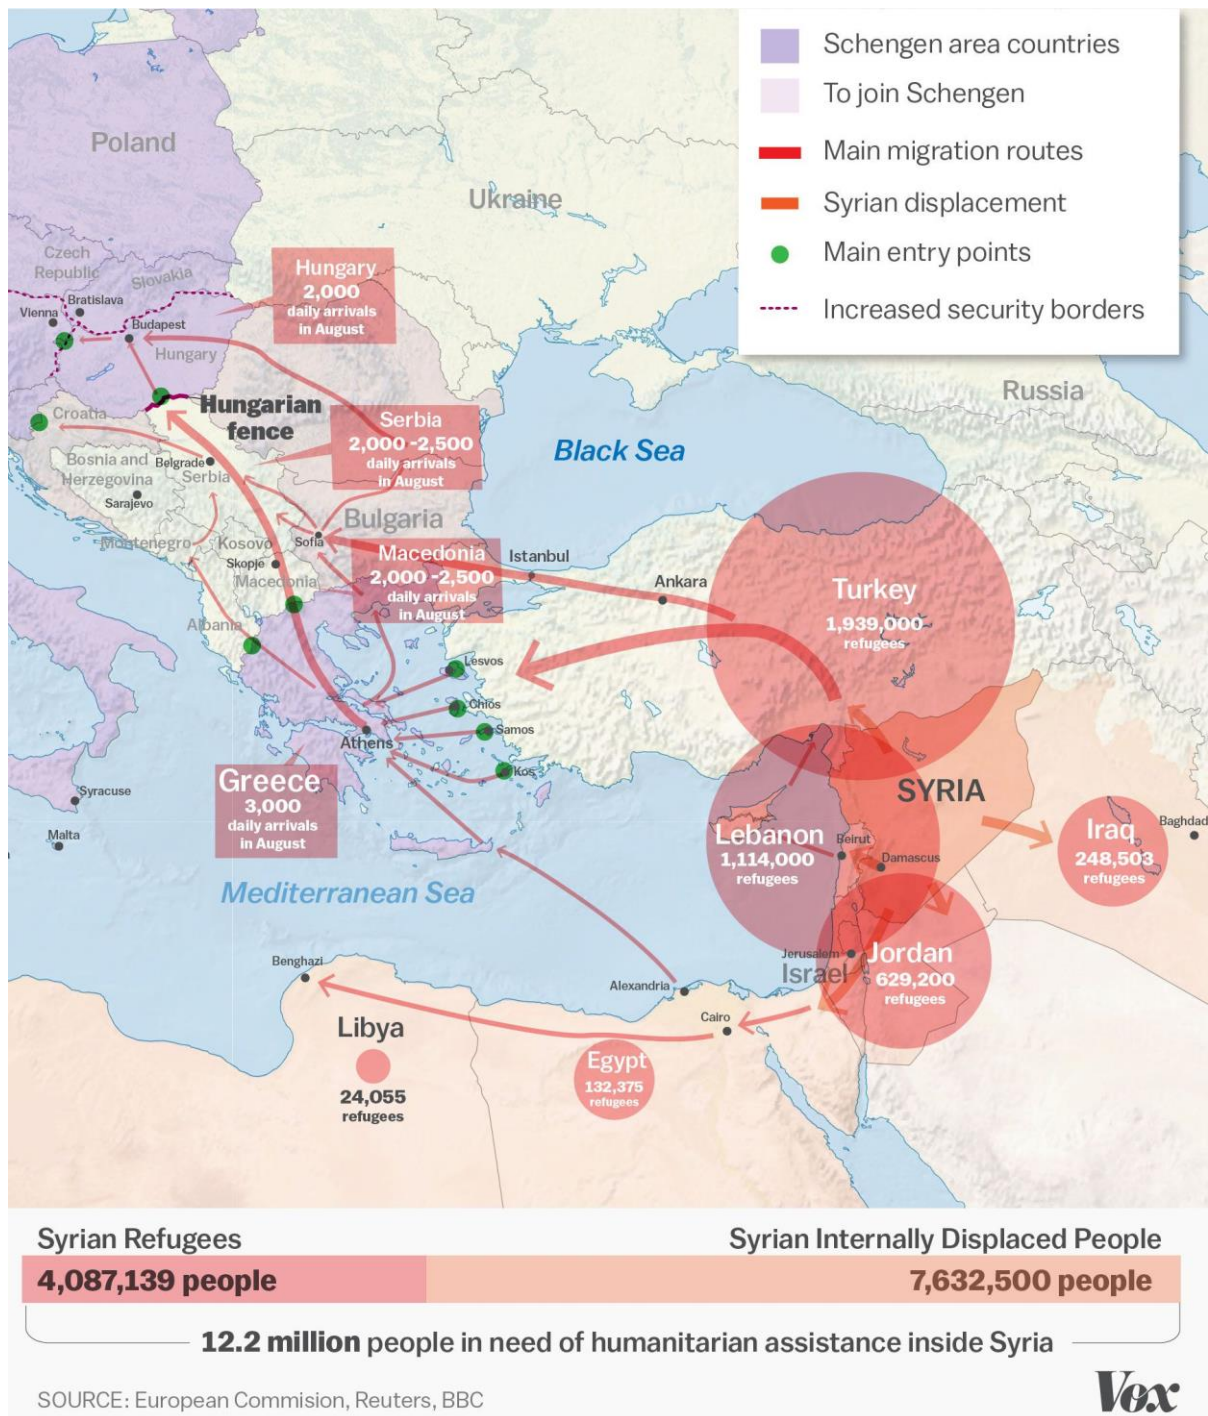 Schengen area countries
To join Schengen
Main migration routes
Syrian displacement
Main entry points
Increased security borders
Poland
Ukraine
Czech
Republic
Slovakia
Hungary
2,000
daily arrivals
in August
Bratislava
Vienna
Budapest
Hungary
Russia
Croatia
Hungarian
fence
Serbia
2,000 -2,500
daily arrivals
in August
Black Sea
Bosnia and
Herzegovina
Belgrade
Serbia
Sarajevo
Bulgaria
Montenegro
Kosovo
Sofia
Skopje
Macedonia
Macedonia
2,000 -2,500
daily arrivals
in August
Istanbul
Ankara
Turkey
1,939,000
refugees
Albania
Lesvos
Chios
Samos
Athens
Kos
Greece
3,000
daily arrivals
in August
Syracuse
Malta
SYRIA
Lebanon
1,114,000
refugees
Beirut
Damascus
Iraq
248,503
refugees
Baghdad
Mediterranean Sea
Jerusalem
Israel
Jordan
629,200
refugees
Benghazi
Alexandria
Cairo
Libya
24,055
refugees
Egypt
132,375
refugees
Syrian Refugees
Syrian Internally Displaced People
4,087,139 people
7,632,500 people
12.2 million people in need of humanitarian assistance inside Syria
SOURCE: European Commision, Reuters, BBC
Vox